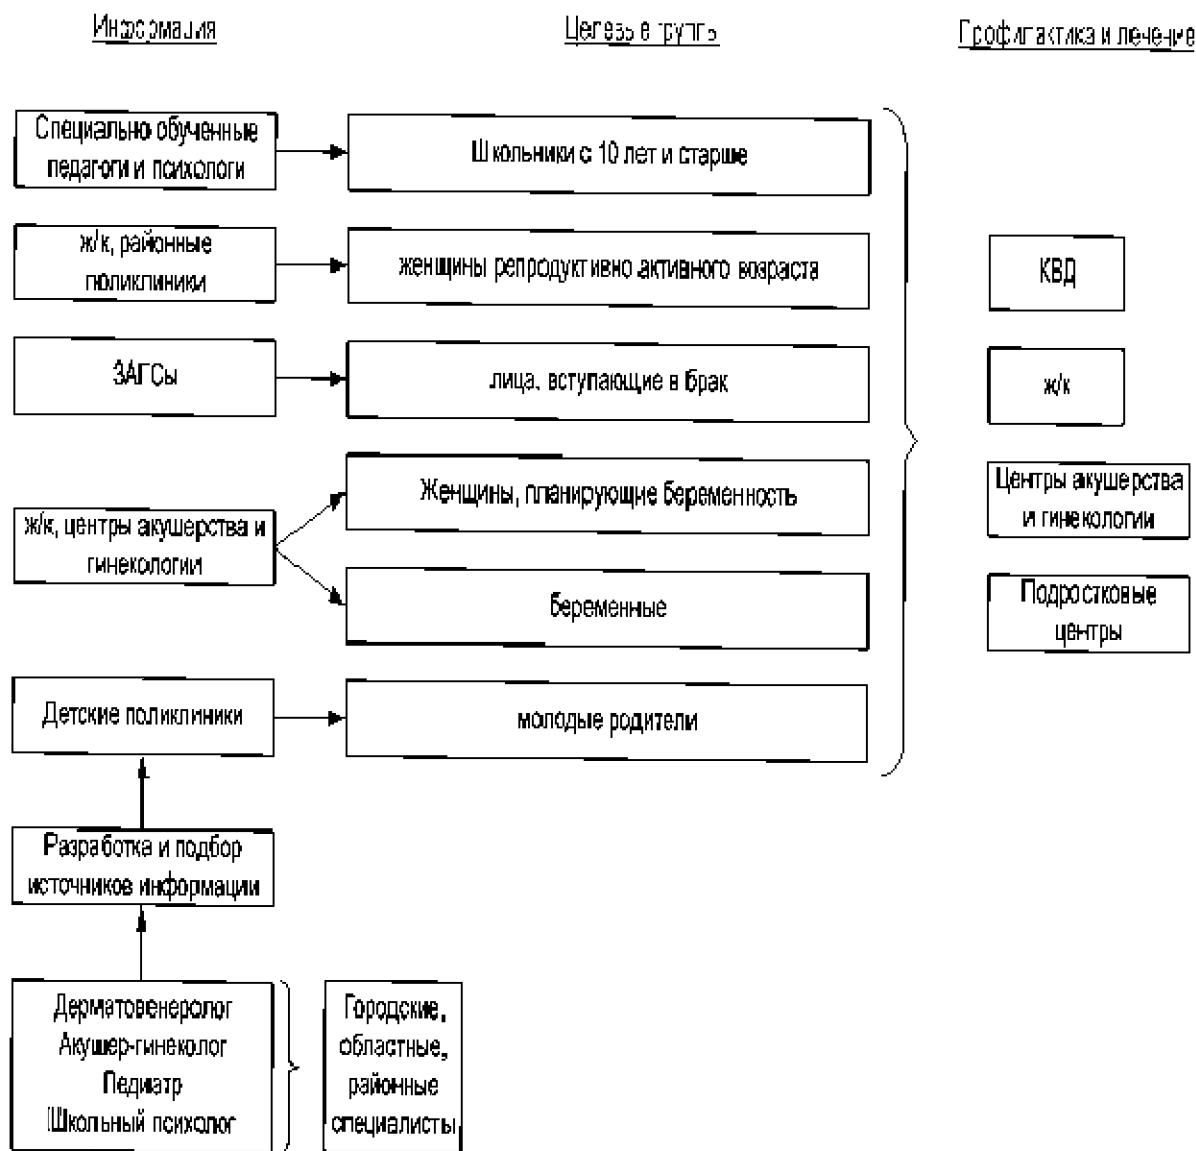 Информация
Целевые группы
Профилактика и лечение
Специально обученные
педагоги и психологи
Школьники с 10 лет и старше
ж/к, районные
поликлиники
женщины репродуктивно активного возраста
КВД
ЗАГСы
лица, вступающие в брак
ж/к
ж/к, центры акушерства и
гинекологии
Женщины, планирующие беременность
беременные
Центры акушерства
и гинекологии
Подростковые
центры
Детские поликлиники
молодые родители
Разработка и подбор
источников информации
Дерматовенеролог
Акушер-гинеколог
Педиатр
Школьный психолог
Городские,
областные,
районные
специалисты